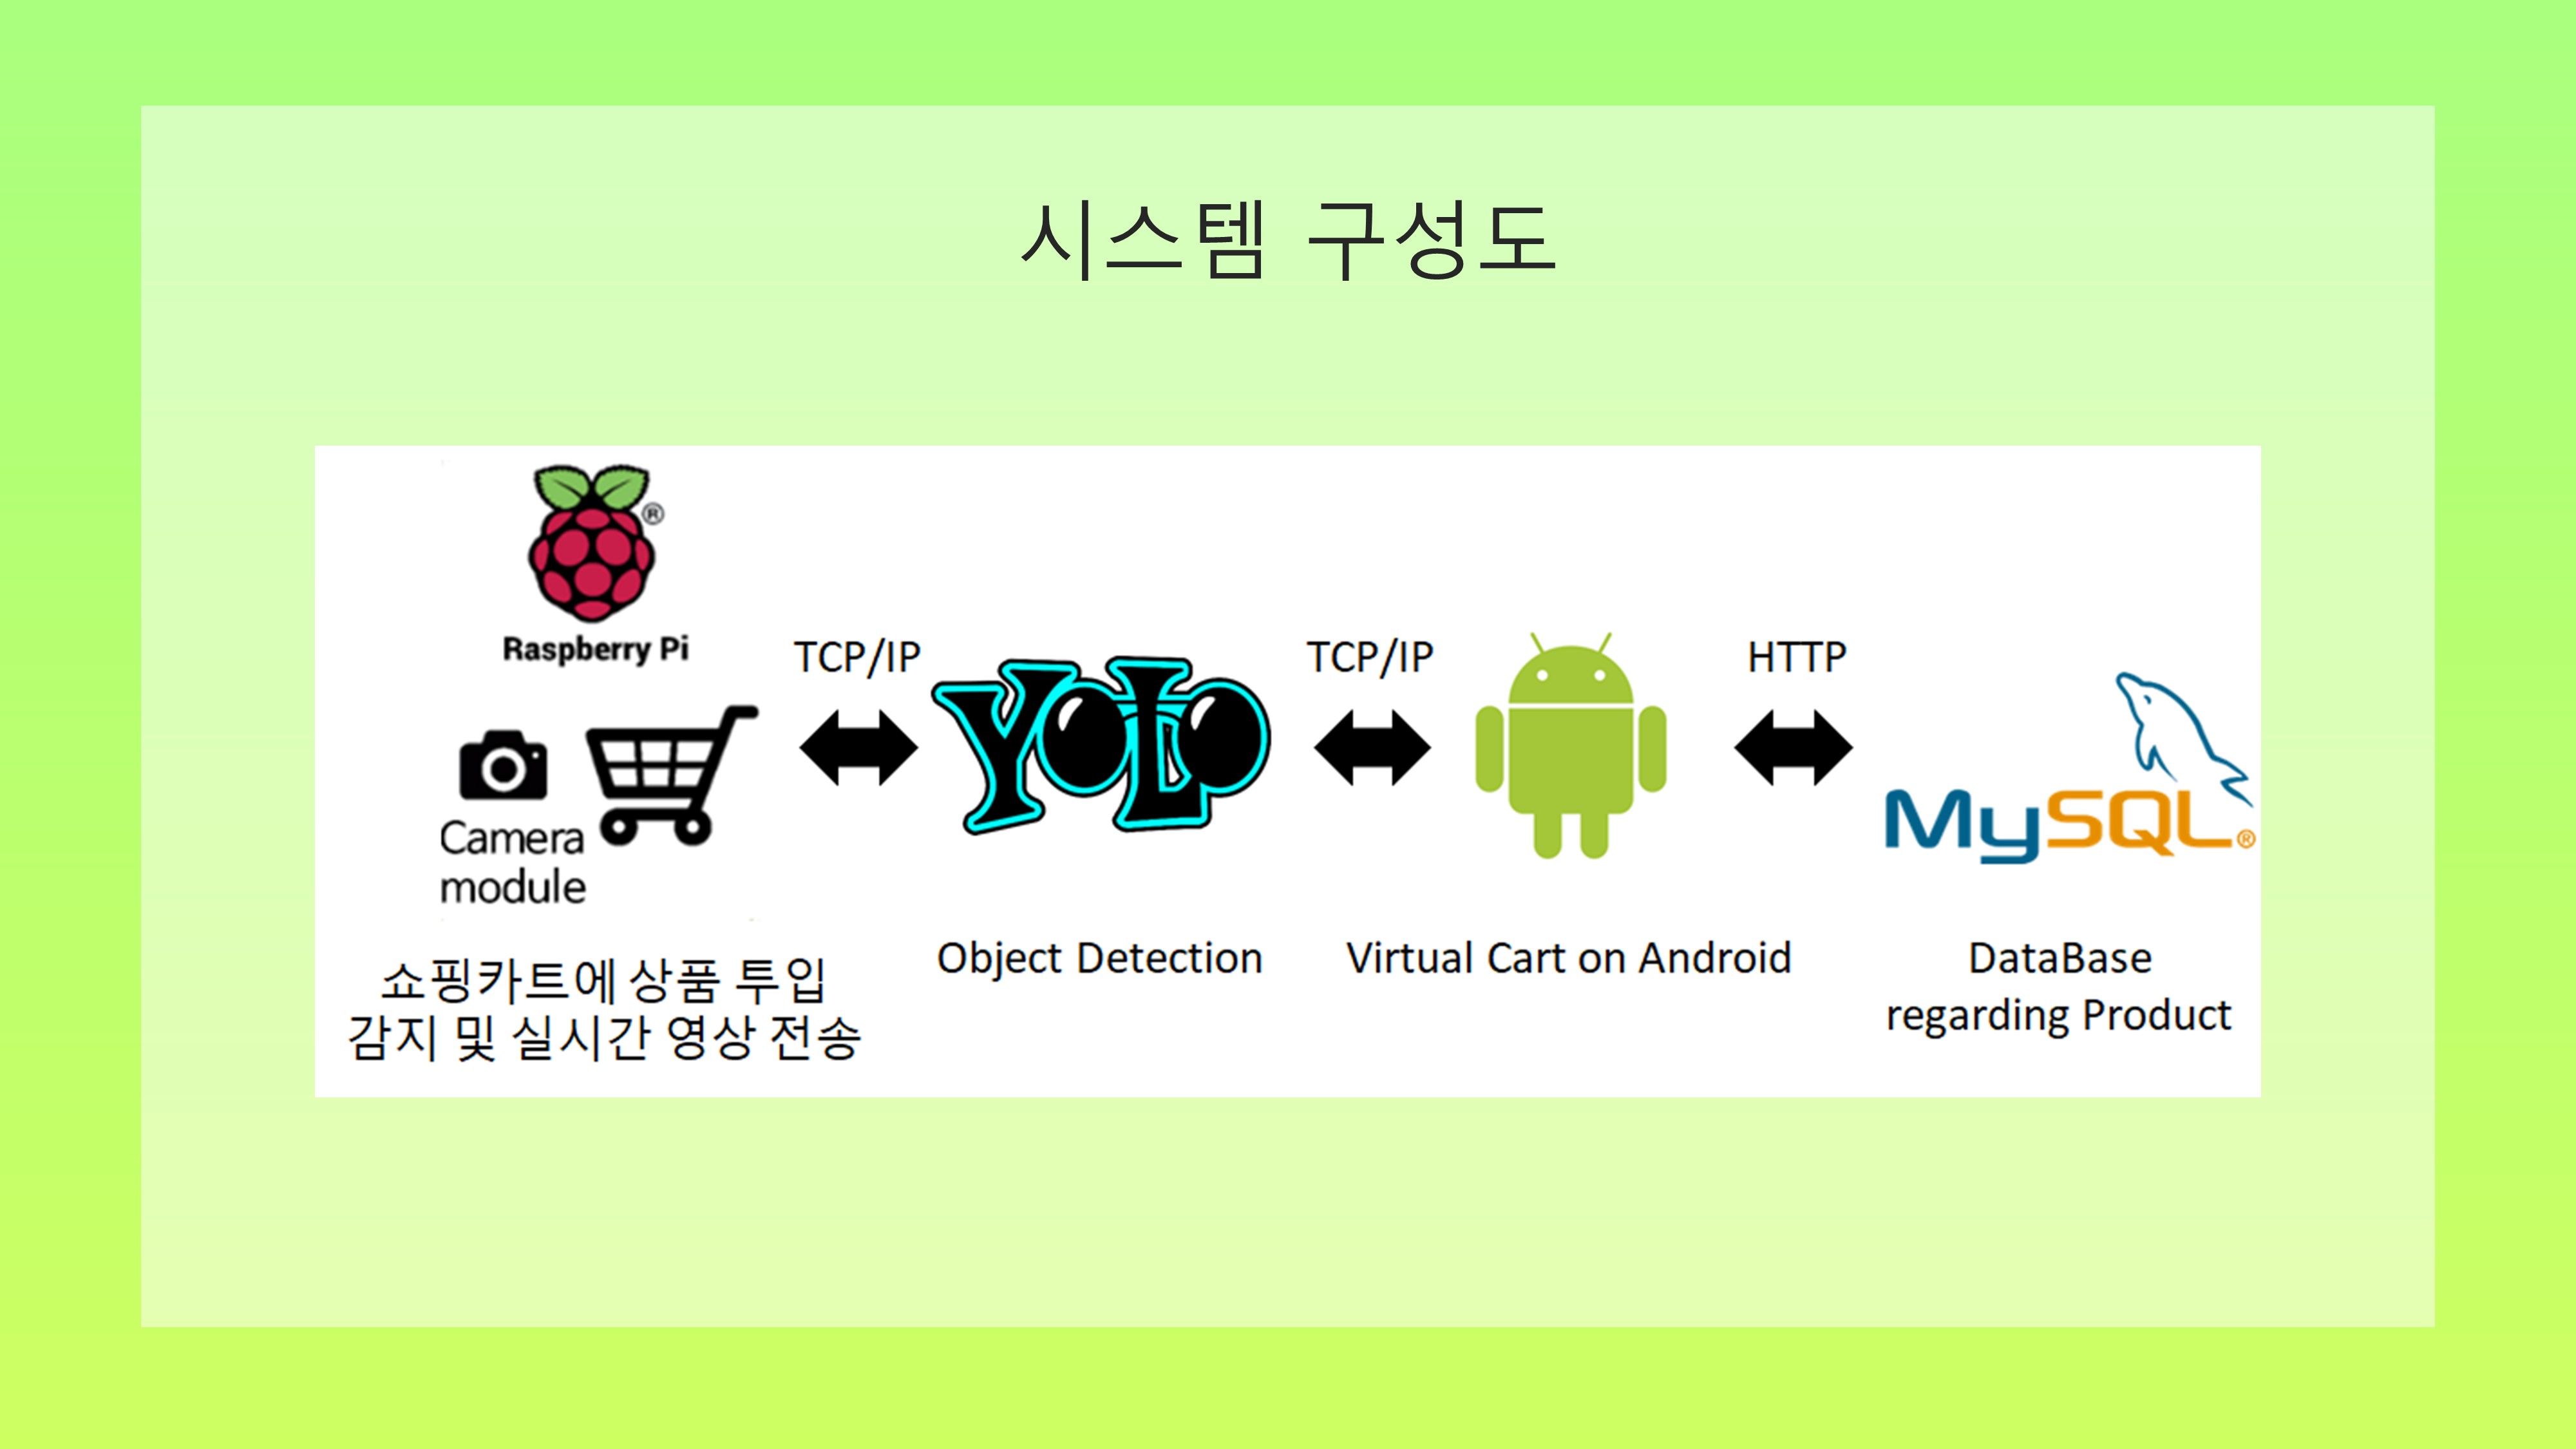 시스템 구성도
Raspberry Pi
Camera
module
쇼핑카트에 상품 투입
감지 및 실시간 영상 전송
TCP/IP
YOLO
Object Detection
TCP/IP
Virtual Cart on Android
HTTP
MySQL®
DataBase
regarding Product